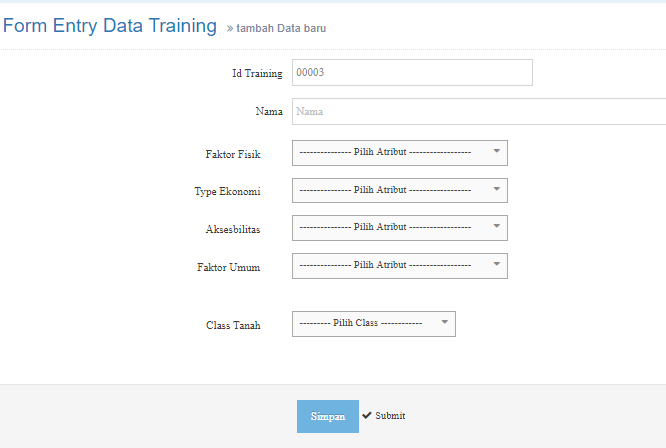 Form Entry Data Training » tambah Data baru
Id Training 00003
Nama Nama
Faktor Fisik --------------- Pilih Atribut ------------------
Type Ekonomi --------------- Pilih Atribut ------------------
Aksesbilitas --------------- Pilih Atribut ------------------
Faktor Umum --------------- Pilih Atribut ------------------
Class Tanah --------- Pilih Class ------------
Simpan ✔ Submit